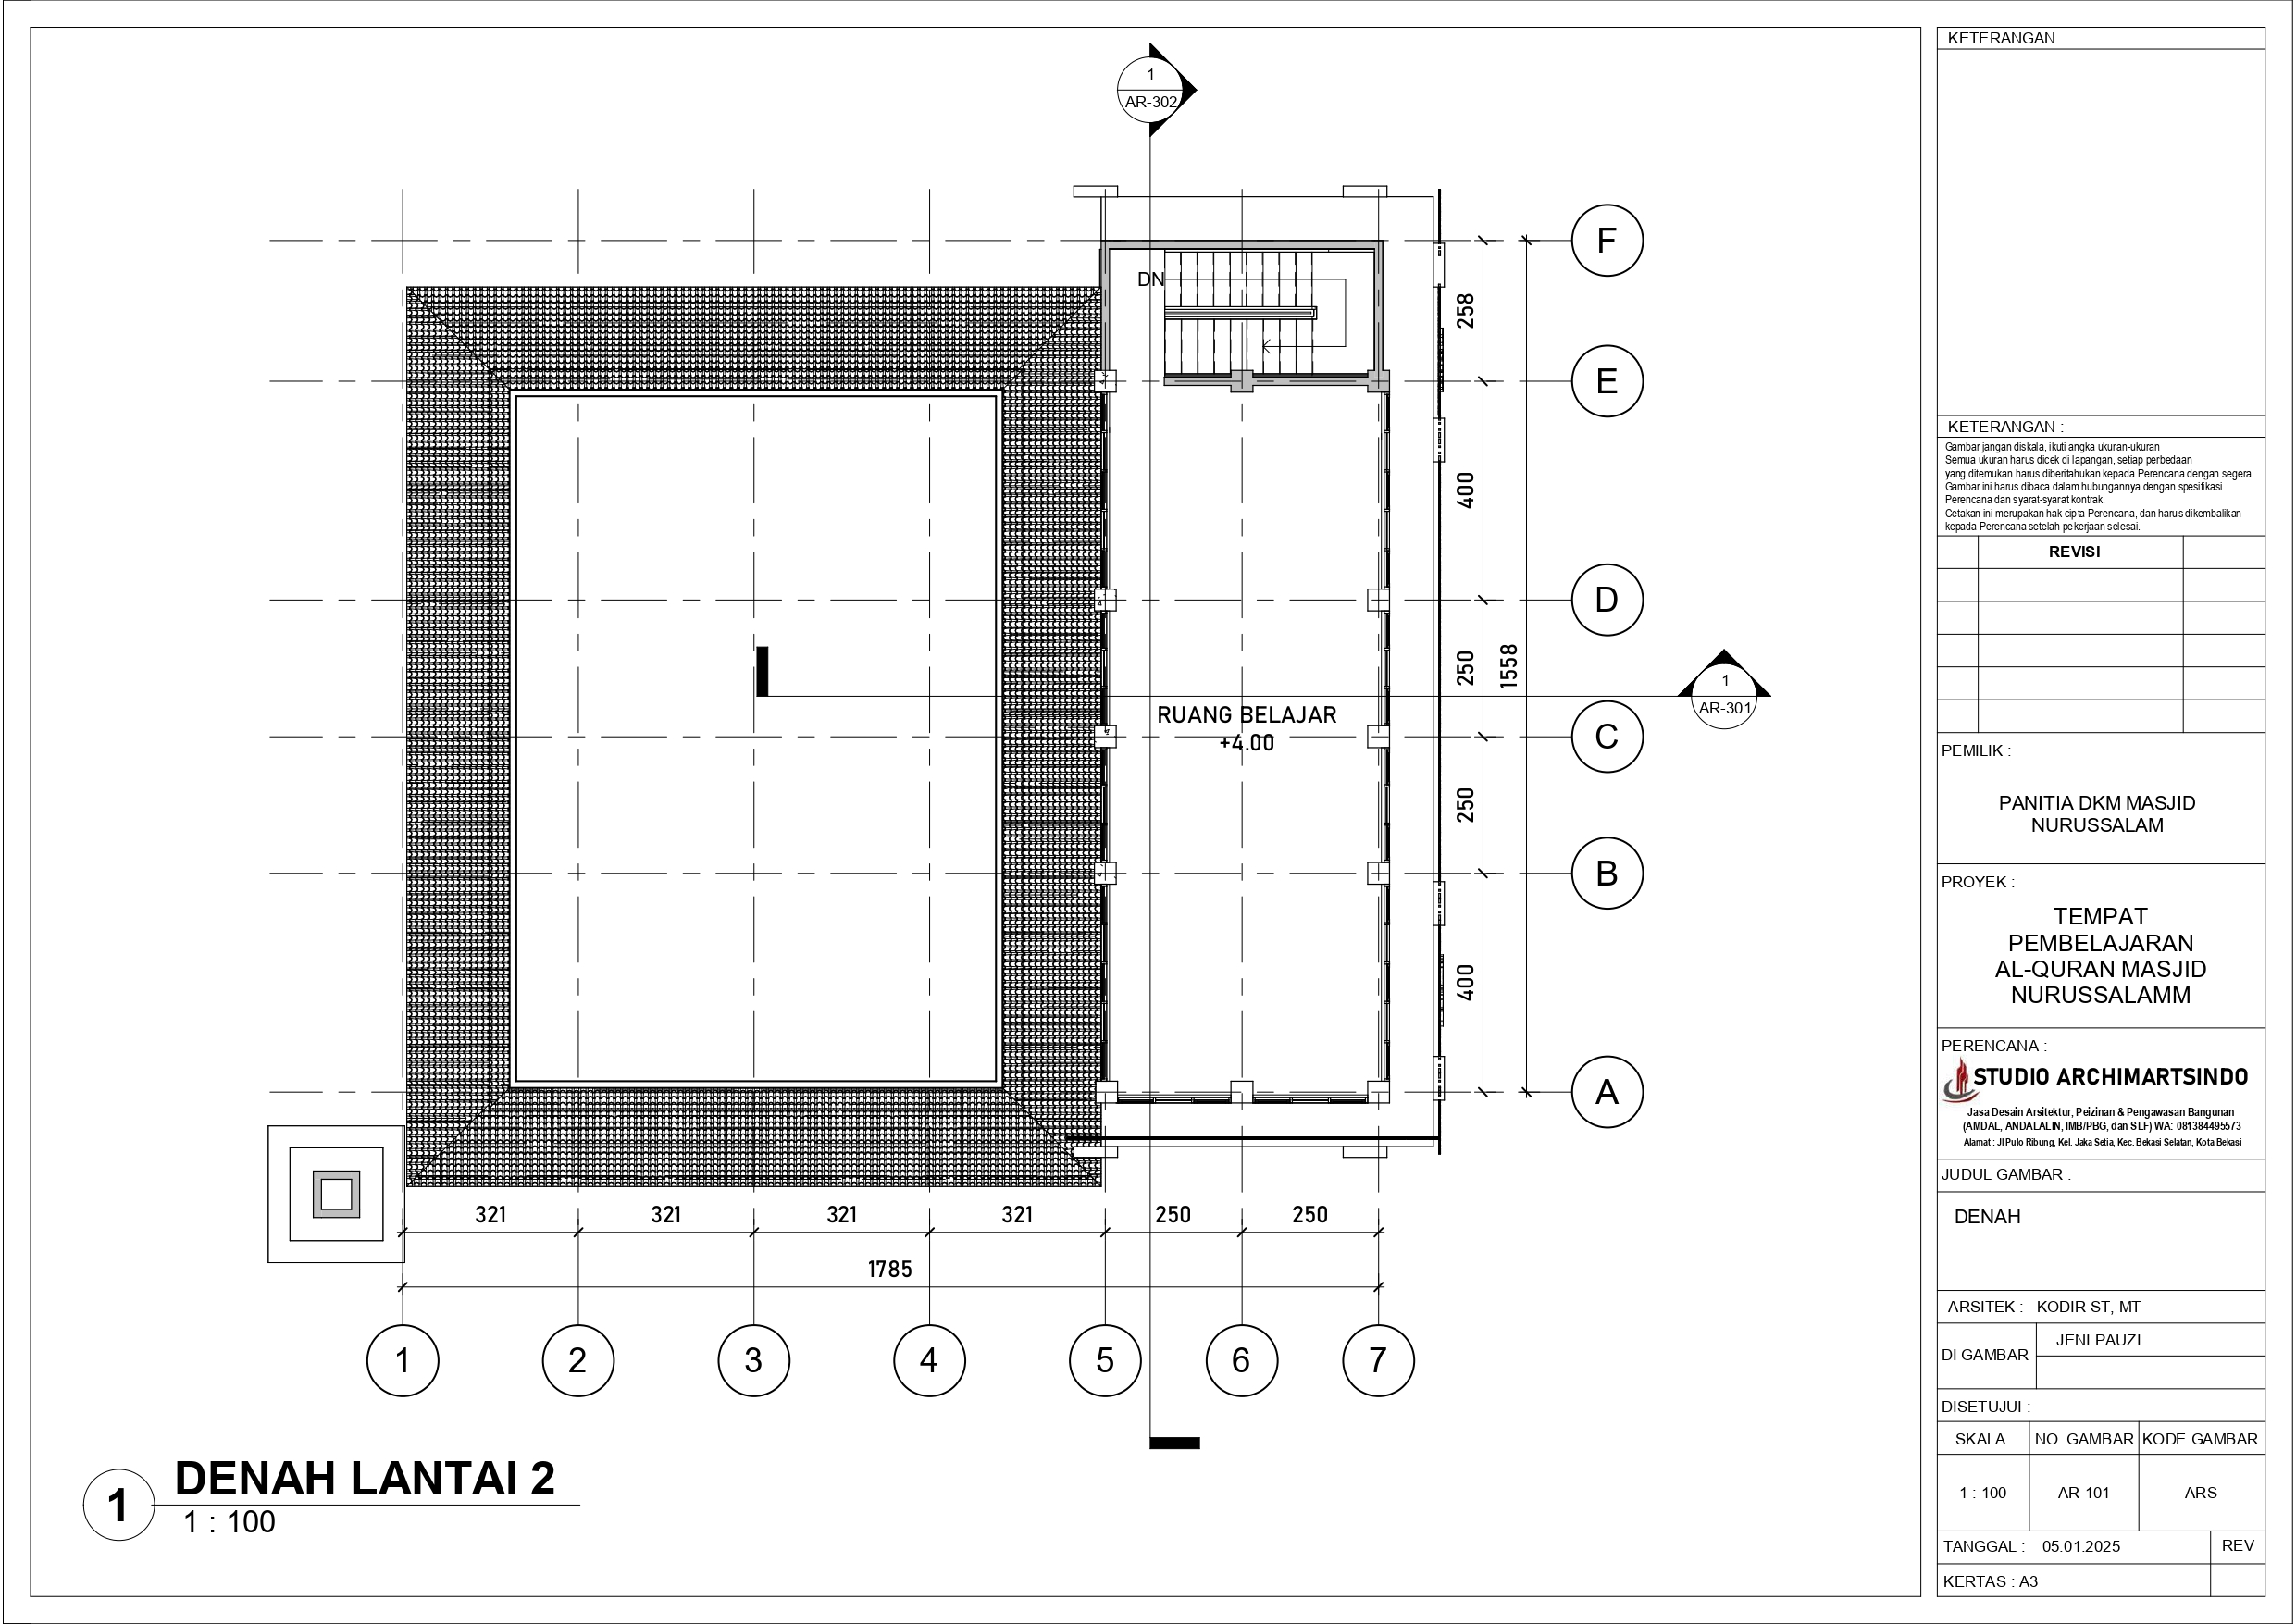 1
AR-302
F
E
D
C
B
A
DN
258
400
250
250
400
1558
1
AR-301
RUANG BELAJAR
+4.00
321
321
321
321
250
250
1785
1
2
3
4
5
6
7
1
DENAH LANTAI 2
1 : 100
KETERANGAN
KETERANGAN :
Gambar jangan diskala, ikuti angka ukuran-ukuran
Semua ukuran harus dicek di lapangan, setiap perbedaan
yang ditemukan harus diberitahukan kepada Perencana dengan segera
Gambar ini harus dibaca dalam hubungannya dengan spesifikasi
Perencana dan syarat-syarat kontrak.
Cetakan ini merupakan hak cipta Perencana, dan harus dikembalikan
kepada Perencana setelah pekerjaan selesai.
REVISI
PEMILIK :
PANITIA DKM MASJID
NURUSSALAM
PROYEK :
TEMPAT
PEMBELAJARAN
AL-QURAN MASJID
NURUSSALAMM
PERENCANA :
STUDIO ARCHIMARTSINDO
Jasa Desain Arsitektur, Peizinan & Pengawasan Bangunan
(AMDAL, ANDALALIN, IMB/PBG, dan SLF) WA: 081384495573
Alamat : Jl Pulo Ribung, Kel. Jaka Setia, Kec. Bekasi Selatan, Kota Bekasi
JUDUL GAMBAR :
DENAH
ARSITEK : KODIR ST, MT
DI GAMBAR
JENI PAUZI
DISETUJUI :
SKALA NO. GAMBAR KODE GAMBAR
1 : 100 AR-101 ARS
TANGGAL : 05.01.2025 REV
KERTAS : A3